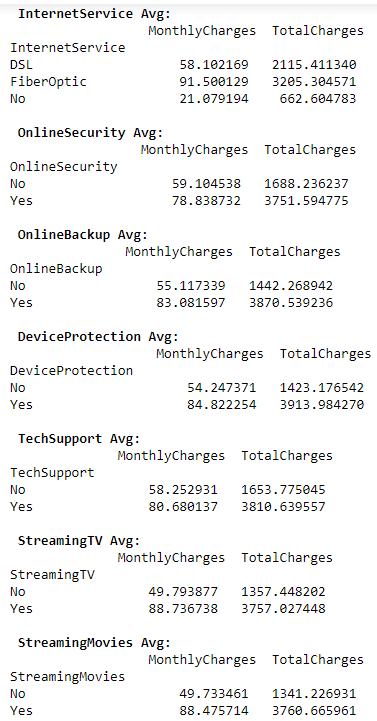 InternetService Avg:
MonthlyCharges TotalCharges
InternetService
DSL 58.102169 2115.411340
FiberOptic 91.500129 3205.304571
No 21.079194 662.604783
OnlineSecurity Avg:
MonthlyCharges TotalCharges
OnlineSecurity
No 59.104538 1688.236237
Yes 78.838732 3751.594775
OnlineBackup Avg:
MonthlyCharges TotalCharges
OnlineBackup
No 55.117339 1442.268942
Yes 83.081597 3870.539236
DeviceProtection Avg:
MonthlyCharges TotalCharges
DeviceProtection
No 54.247371 1423.176542
Yes 84.822254 3913.984270
TechSupport Avg:
MonthlyCharges TotalCharges
TechSupport
No 58.252931 1653.775045
Yes 80.680137 3810.639557
StreamingTV Avg:
MonthlyCharges TotalCharges
StreamingTV
No 49.793877 1357.448202
Yes 88.736738 3757.027448
StreamingMovies Avg:
MonthlyCharges TotalCharges
StreamingMovies
No 49.733461 1341.226931
Yes 88.475714 3760.665961